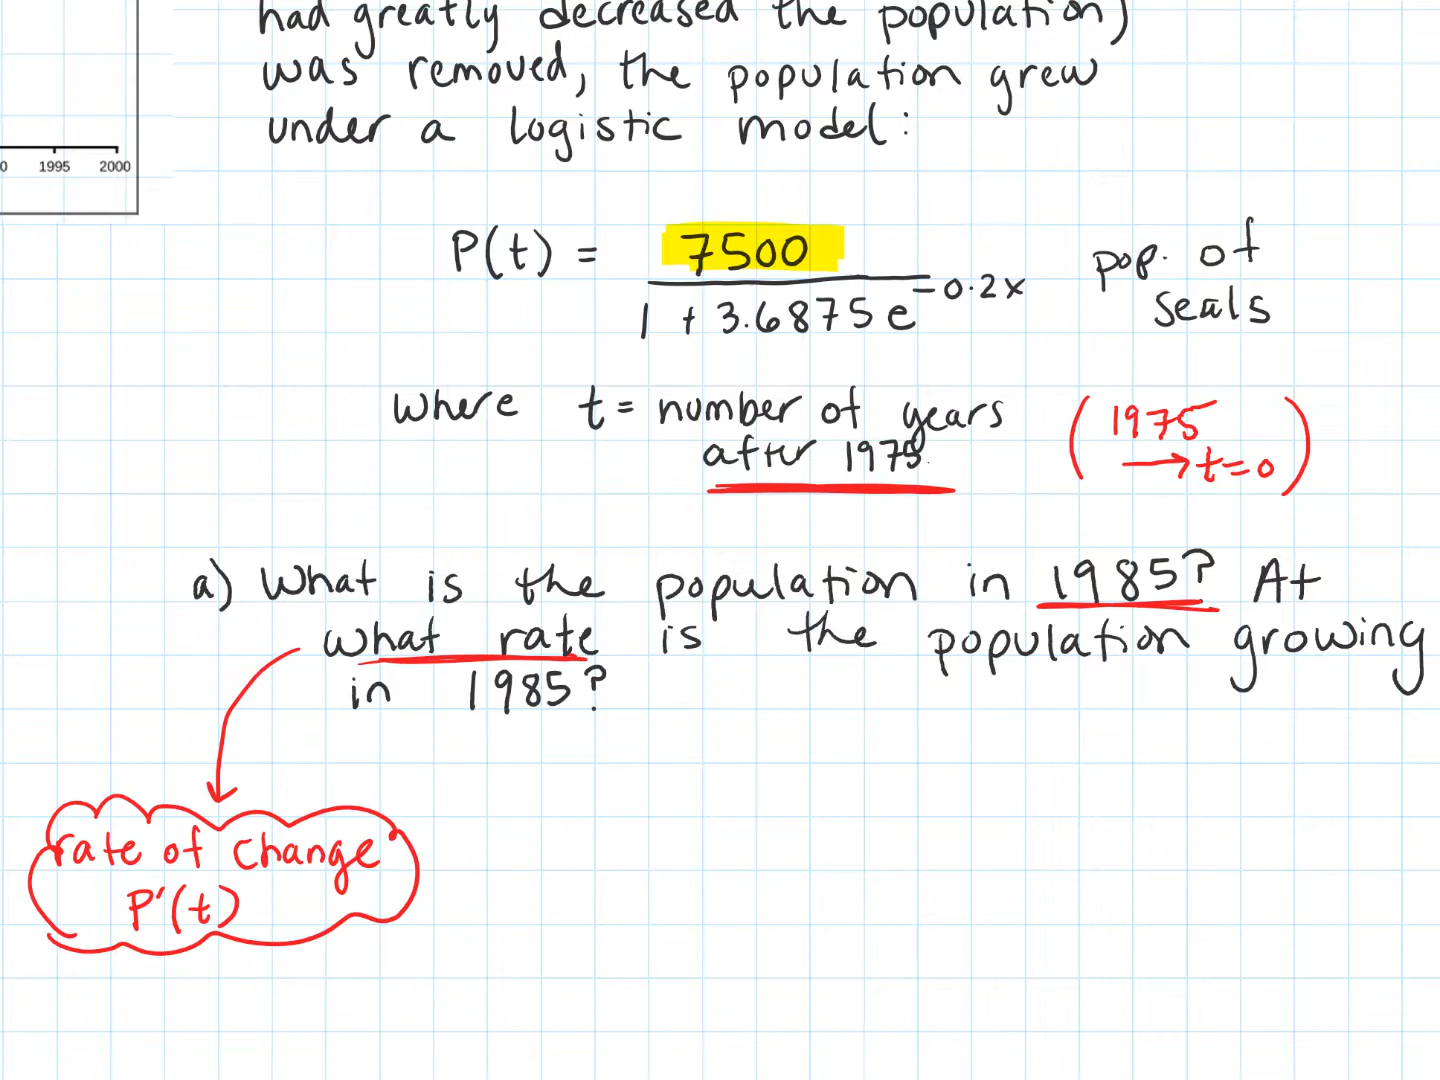 had greatly decreased the population)
was removed, the population grew
under a logistic model:
0 1995 2000
P(t) = 7500
1 + 3.6875 e^-0.2x
pop. of
seals
where t = number of years
after 1975.
(1975
→ t=0)
a) What is the population in 1985? At
what rate is the population growing
in 1985?
rate of change
P'(t)